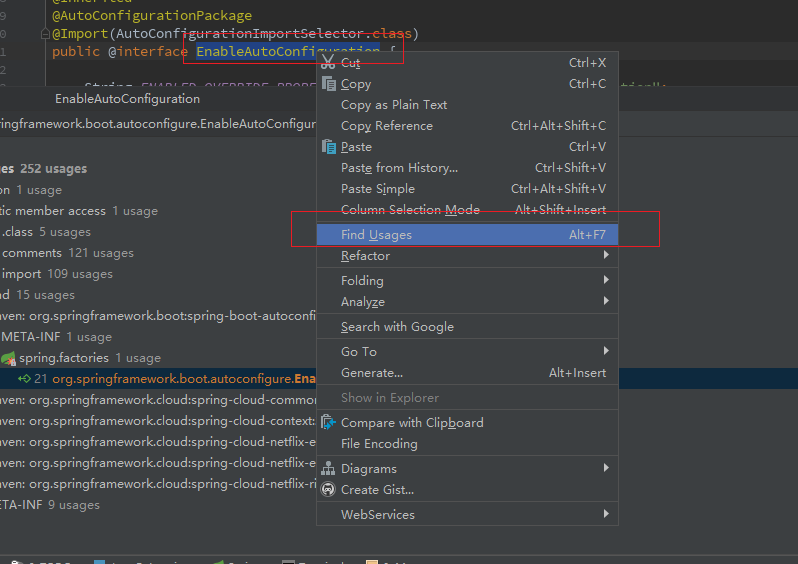 @Inherited
@AutoConfigurationPackage
@Import(AutoConfigurationImportSelector.class)
public @interface EnableAutoConfiguration {
String
EnableAutoConfiguration
ringframework.boot.autoconfigure.EnableAutoConfigur
es 252 usages
on 1 usage
tic member access 1 usage
.class 5 usages
comments 121 usages
import 109 usages
nd 15 usages
ven: org.springframework.boot:spring-boot-autoconfi
META-INF 1 usage
spring.factories 1 usage
21 org.springframework.boot.autoconfigure.Ena
ven: org.springframework.cloud:spring-cloud-common
ven: org.springframework.cloud:spring-cloud-context:
ven: org.springframework.cloud:spring-cloud-netflix-e
ven: org.springframework.cloud:spring-cloud-netflix-e
ven: org.springframework.cloud:spring-cloud-netflix-ri
ETA-INF 9 usages
Cut Ctrl+X
Copy Ctrl+C
Copy as Plain Text
Copy Reference Ctrl+Alt+Shift+C
Paste Ctrl+V
Paste from History... Ctrl+Shift+V
Paste Simple Ctrl+Alt+Shift+V
Column Selection Mode Alt+Shift+Insert
Find Usages Alt+F7
Refactor
Folding
Analyze
Search with Google
Go To
Generate... Alt+Insert
Show in Explorer
Compare with Clipboard
File Encoding
Diagrams
Create Gist...
WebServices